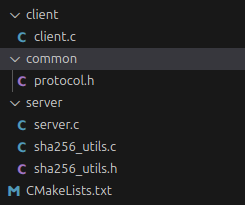 client
C client.c
common
C protocol.h
server
C server.c
C sha256_utils.c
C sha256_utils.h
M CMakeLists.txt